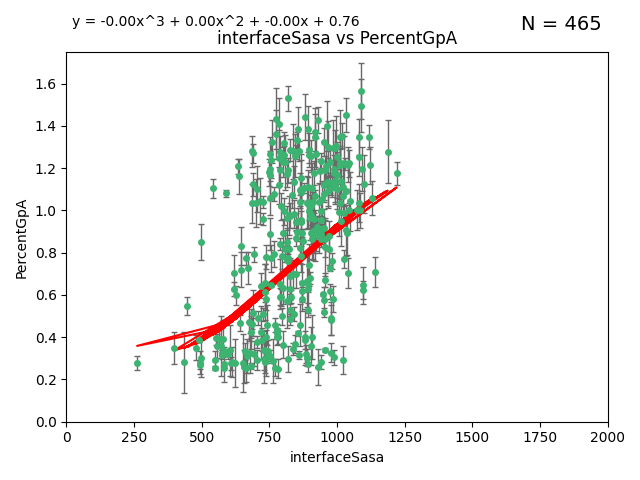 y = -0.00x^3 + 0.00x^2 + -0.00x + 0.76
N = 465
interfaceSasa vs PercentGpA
PercentGpA
1.6
1.4
1.2
1.0
0.8
0.6
0.4
0.2
0.0
0 250 500 750 1000 1250 1500 1750 2000
interfaceSasa